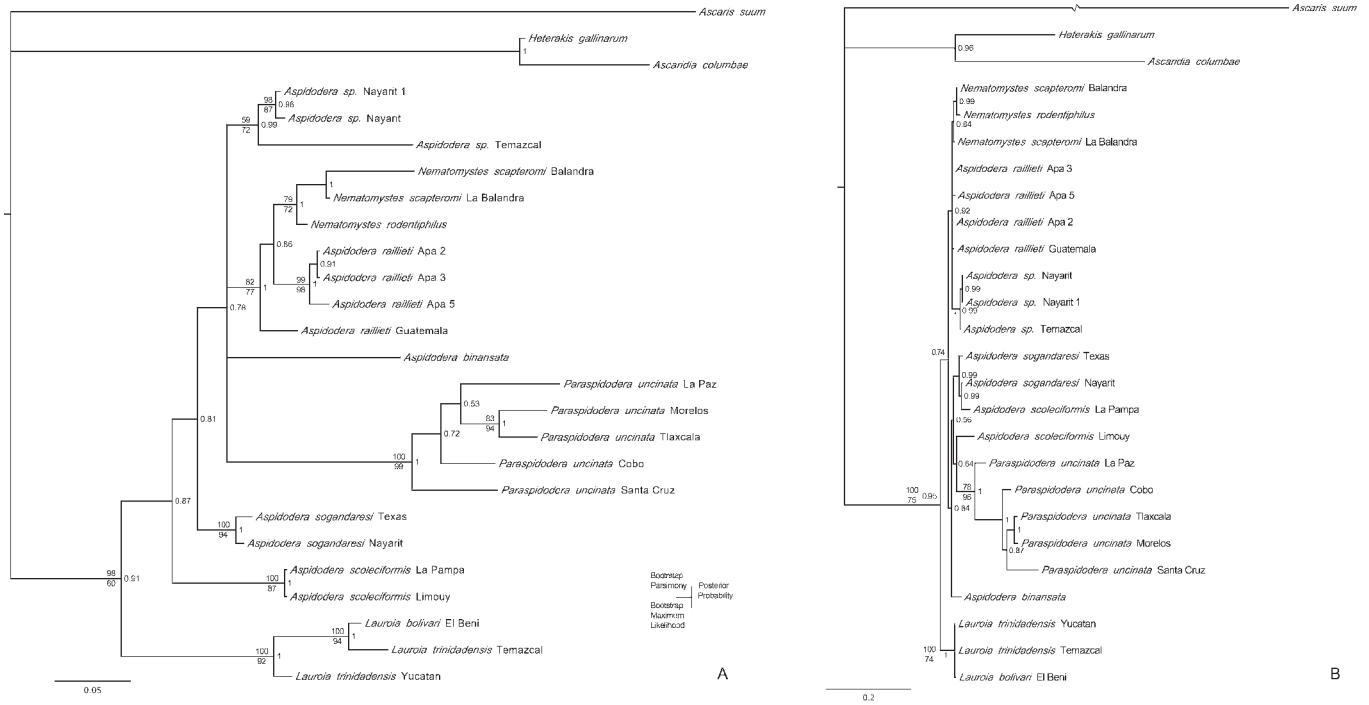 Ascaris suum
Heterakis gallinarum
1
Ascaridia columbae
Aspidodera sp. Nayarit 1
98
87
0.96
Aspidodera sp. Nayarit
59
72
0.99
Aspidodera sp. Temazcal
Nematomystes scapteromi Balandra
1
79
72
1
Nematomystes scapteromi La Balandra
Nematomystes rodentiphilus
0.86
Aspidodera raillieti Apa 2
0.91
99
98
1
Aspidodera raillieti Apa 3
82
77
1
Aspidodera raillieti Apa 5
0.78
Aspidodera raillieti Guatemala
Aspidodera binansata
Paraspidodera uncinata La Paz
0.53
Paraspidodera uncinata Morelos
83
94
1
0.81
0.72
Paraspidodera uncinata Tlaxcala
100
99
1
Paraspidodera uncinata Cobo
Paraspidodera uncinata Santa Cruz
0.87
Aspidodera sogandaresi Texas
100
94
1
Aspidodera sogandaresi Nayarit
98
60
0.91
Aspidodera scoleciformis La Pampa
100
87
1
Aspidodera scoleciformis Limouy
Lauroia bolivari El Beni
100
94
1
Lauroia trinidadensis Temazcal
100
92
1
Lauroia trinidadensis Yucatan
Bootstrap
Parsimony
Posterior
Probability
Bootstrap
Maximum
Likelihood
0.05
A
Ascaris suum
Heterakis gallinarum
0.96
Ascaridia columbae
Nematomystes scapteromi Balandra
0.99
Nematomystes rodentiphilus
0.84
Nematomystes scapteromi La Balandra
Aspidodera raillieti Apa 3
Aspidodera raillieti Apa 5
0.92
Aspidodera raillieti Apa 2
Aspidodera raillieti Guatemala
Aspidodera sp. Nayarit
0.99
Aspidodera sp. Nayarit 1
0.99
Aspidodera sp. Temazcal
0.74
Aspidodera sogandaresi Texas
0.99
Aspidodera sogandaresi Nayarit
0.99
Aspidodera scoleciformis La Pampa
0.56
Aspidodera scoleciformis Limouy
0.64
Paraspidodera uncinata La Paz
78
96
1
100
75
0.95
0.84
Paraspidodera uncinata Cobo
1
Paraspidodera uncinata Tlaxcala
1
Paraspidodera uncinata Morelos
0.87
Paraspidodera uncinata Santa Cruz
Aspidodera binansata
Lauroia trinidadensis Yucatan
100
74
1
Lauroia trinidadensis Temazcal
Lauroia bolivari El Beni
0.2
B